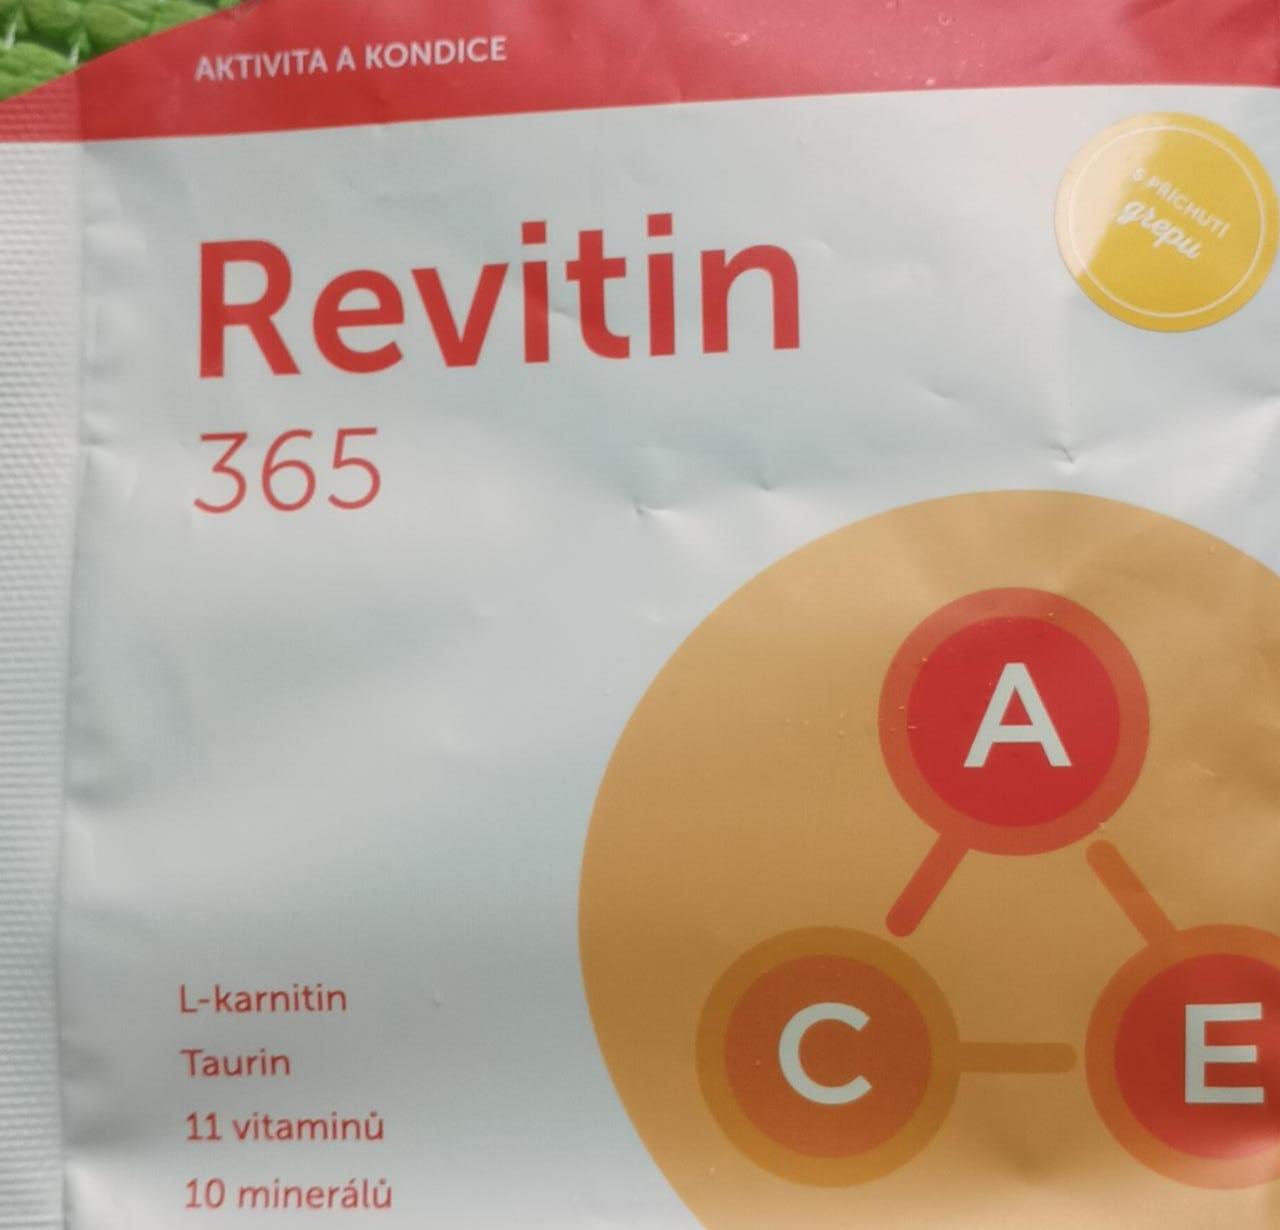 AKTIVITA A KONDICE
S PŘÍCHUTÍ
grepu
Revitin
365
A
C
E
L-karnitin
Taurin
11 vitaminů
10 minerálů